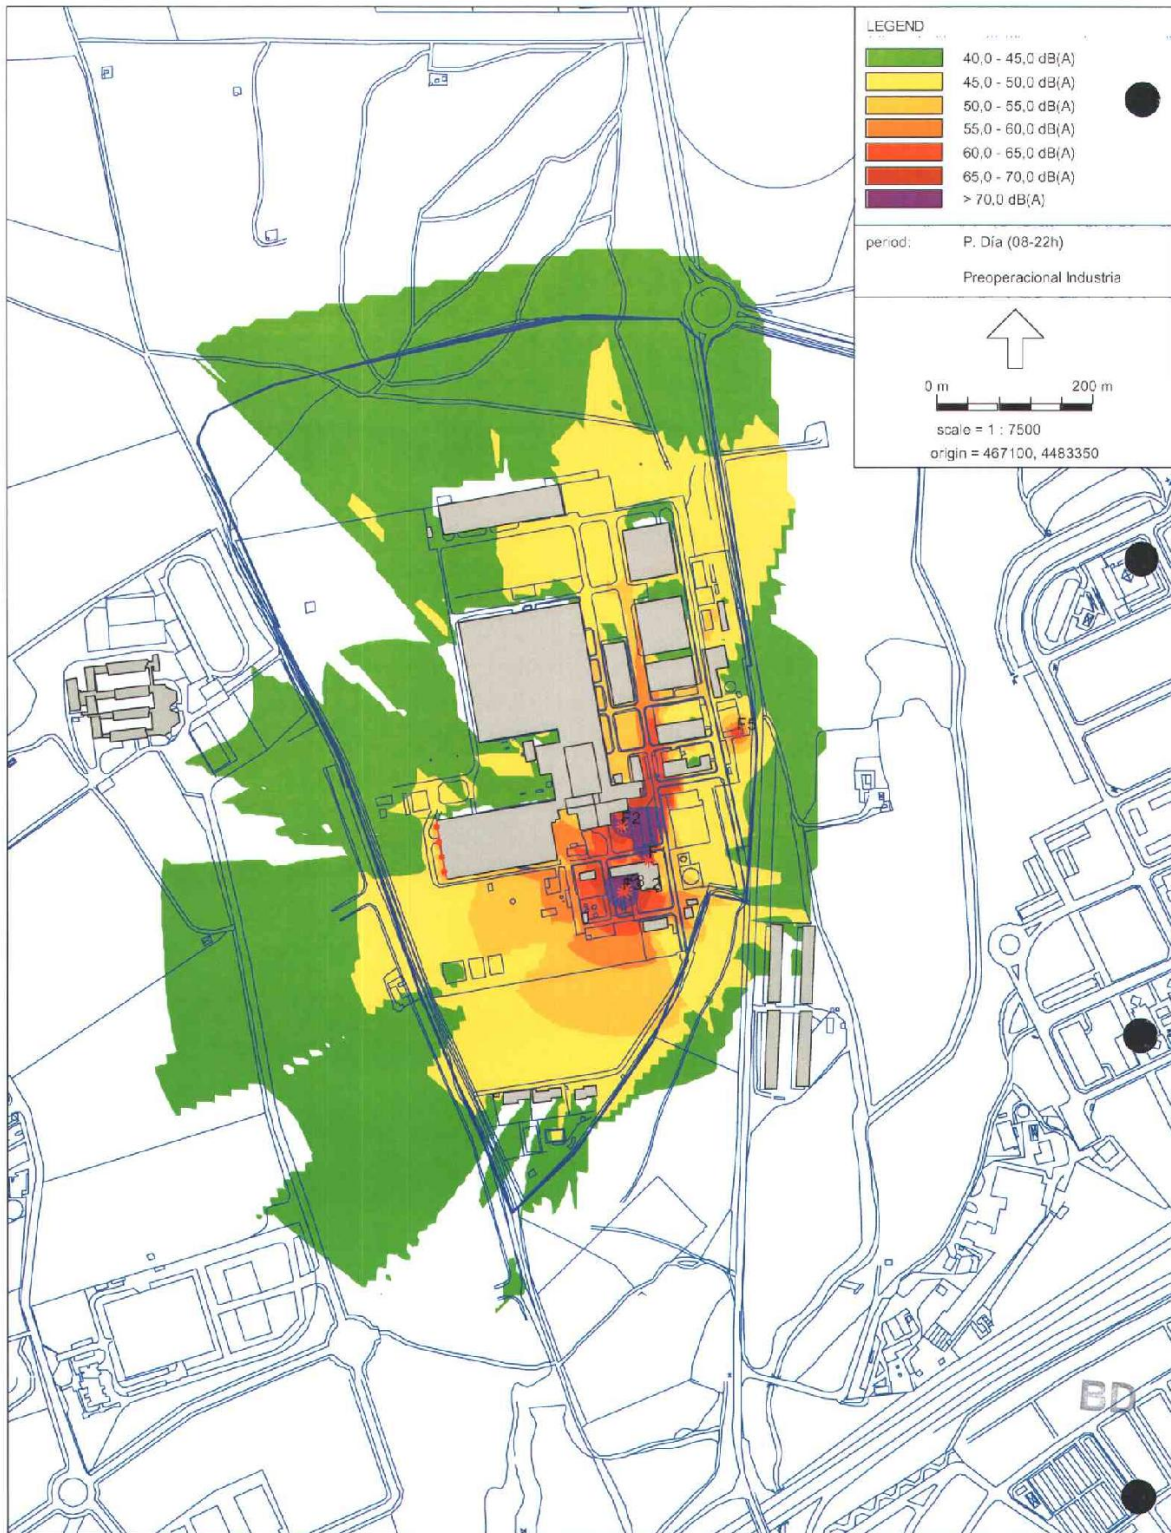 LEGEND
40,0 - 45,0 dB(A)
45,0 - 50,0 dB(A)
50,0 - 55,0 dB(A)
55,0 - 60,0 dB(A)
60,0 - 65,0 dB(A)
65,0 - 70,0 dB(A)
> 70,0 dB(A)
period: P. Día (08-22h)
Preoperacional Industria
0 m 200 m
scale = 1 : 7500
origin = 467100, 4483350
F5
F2
BD